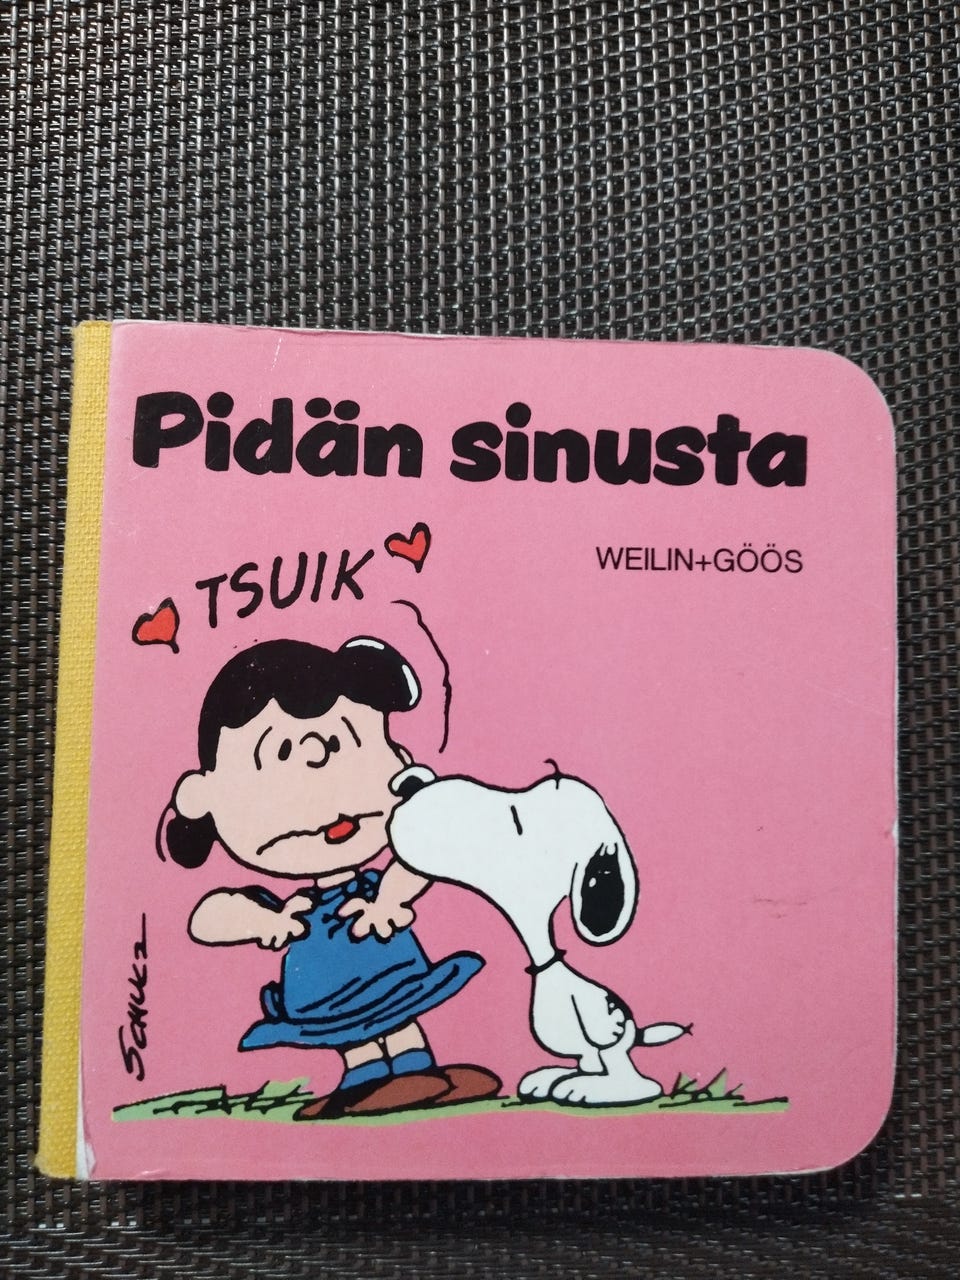 Pidän sinusta
WEILIN+GÖÖS
TSUIK
SCHULZ